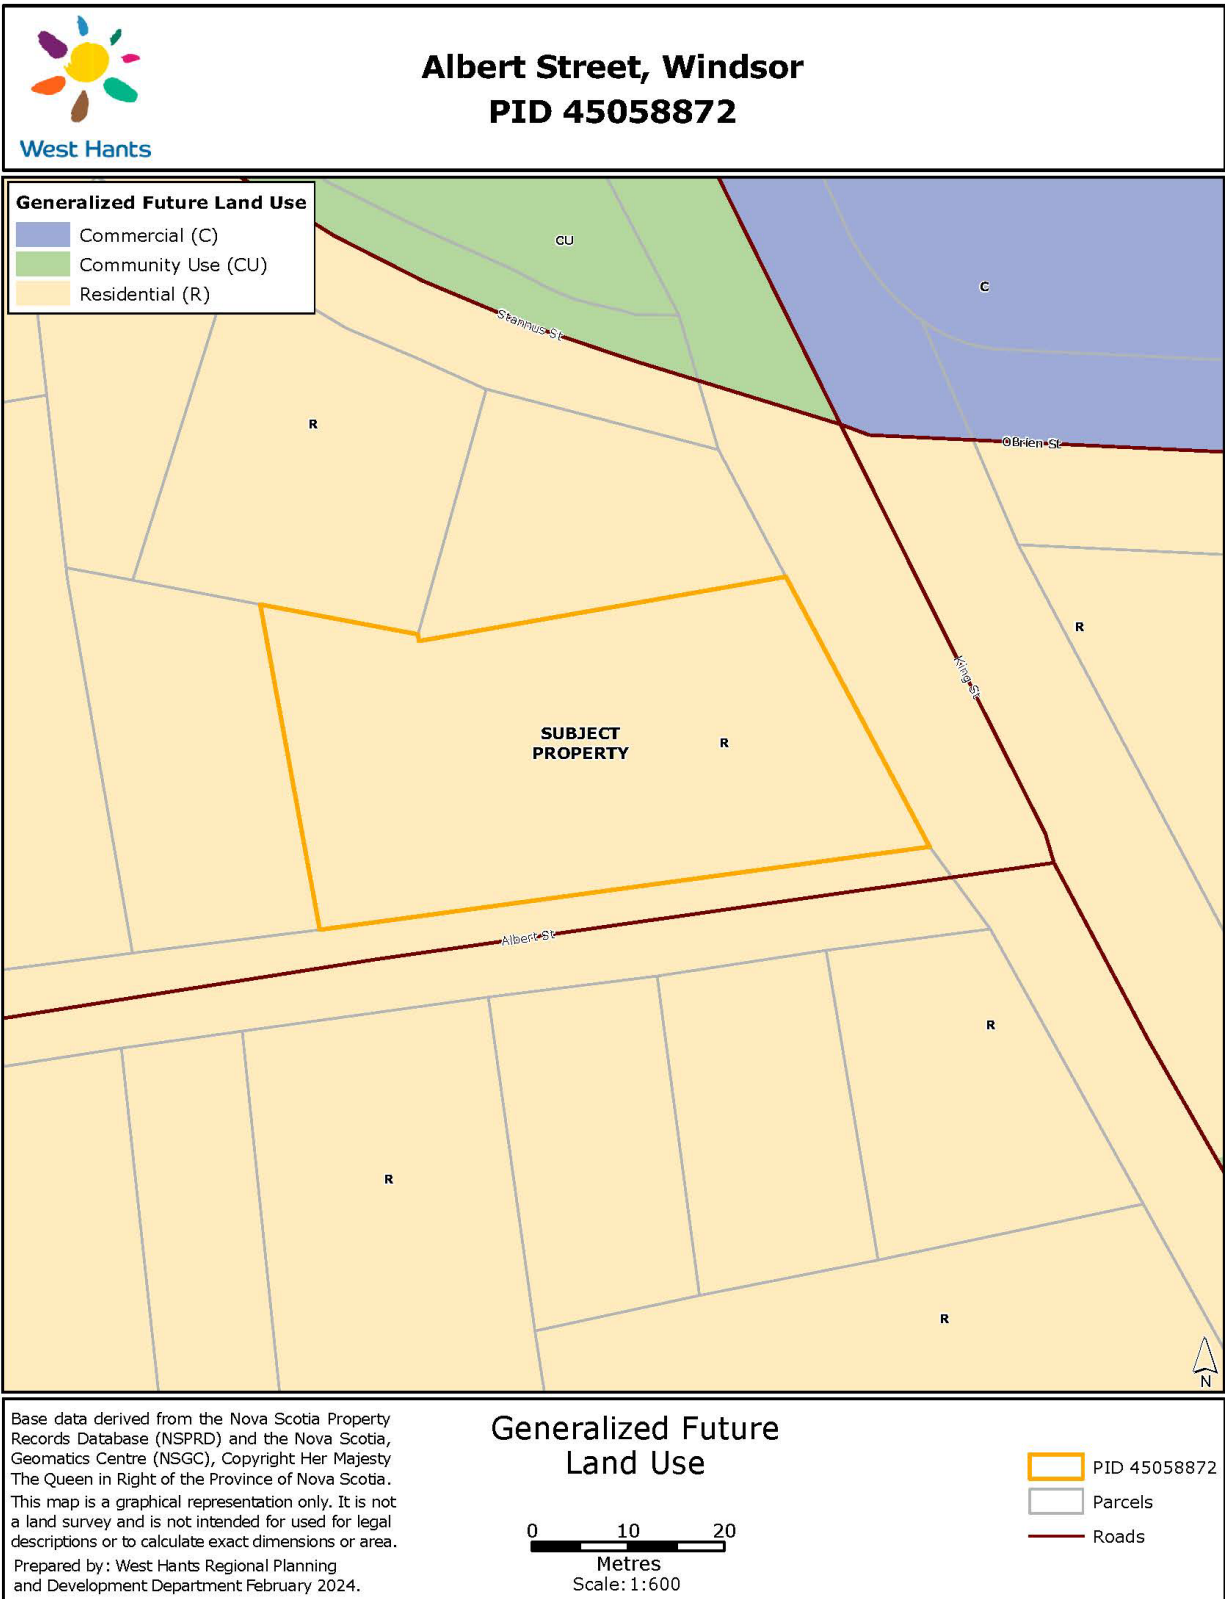 West Hants
Albert Street, Windsor
PID 45058872
Generalized Future Land Use
Commercial (C)
Community Use (CU)
Residential (R)
CU
C
Stannus St
R
OBrien St
R
King St
SUBJECT
PROPERTY
R
Albert St
R
R
R
N
Base data derived from the Nova Scotia Property
Records Database (NSPRD) and the Nova Scotia,
Geomatics Centre (NSGC), Copyright Her Majesty
The Queen in Right of the Province of Nova Scotia.
This map is a graphical representation only. It is not
a land survey and is not intended for used for legal
descriptions or to calculate exact dimensions or area.
Prepared by: West Hants Regional Planning
and Development Department February 2024.
Generalized Future
Land Use
0 10 20
Metres
Scale: 1:600
PID 45058872
Parcels
Roads